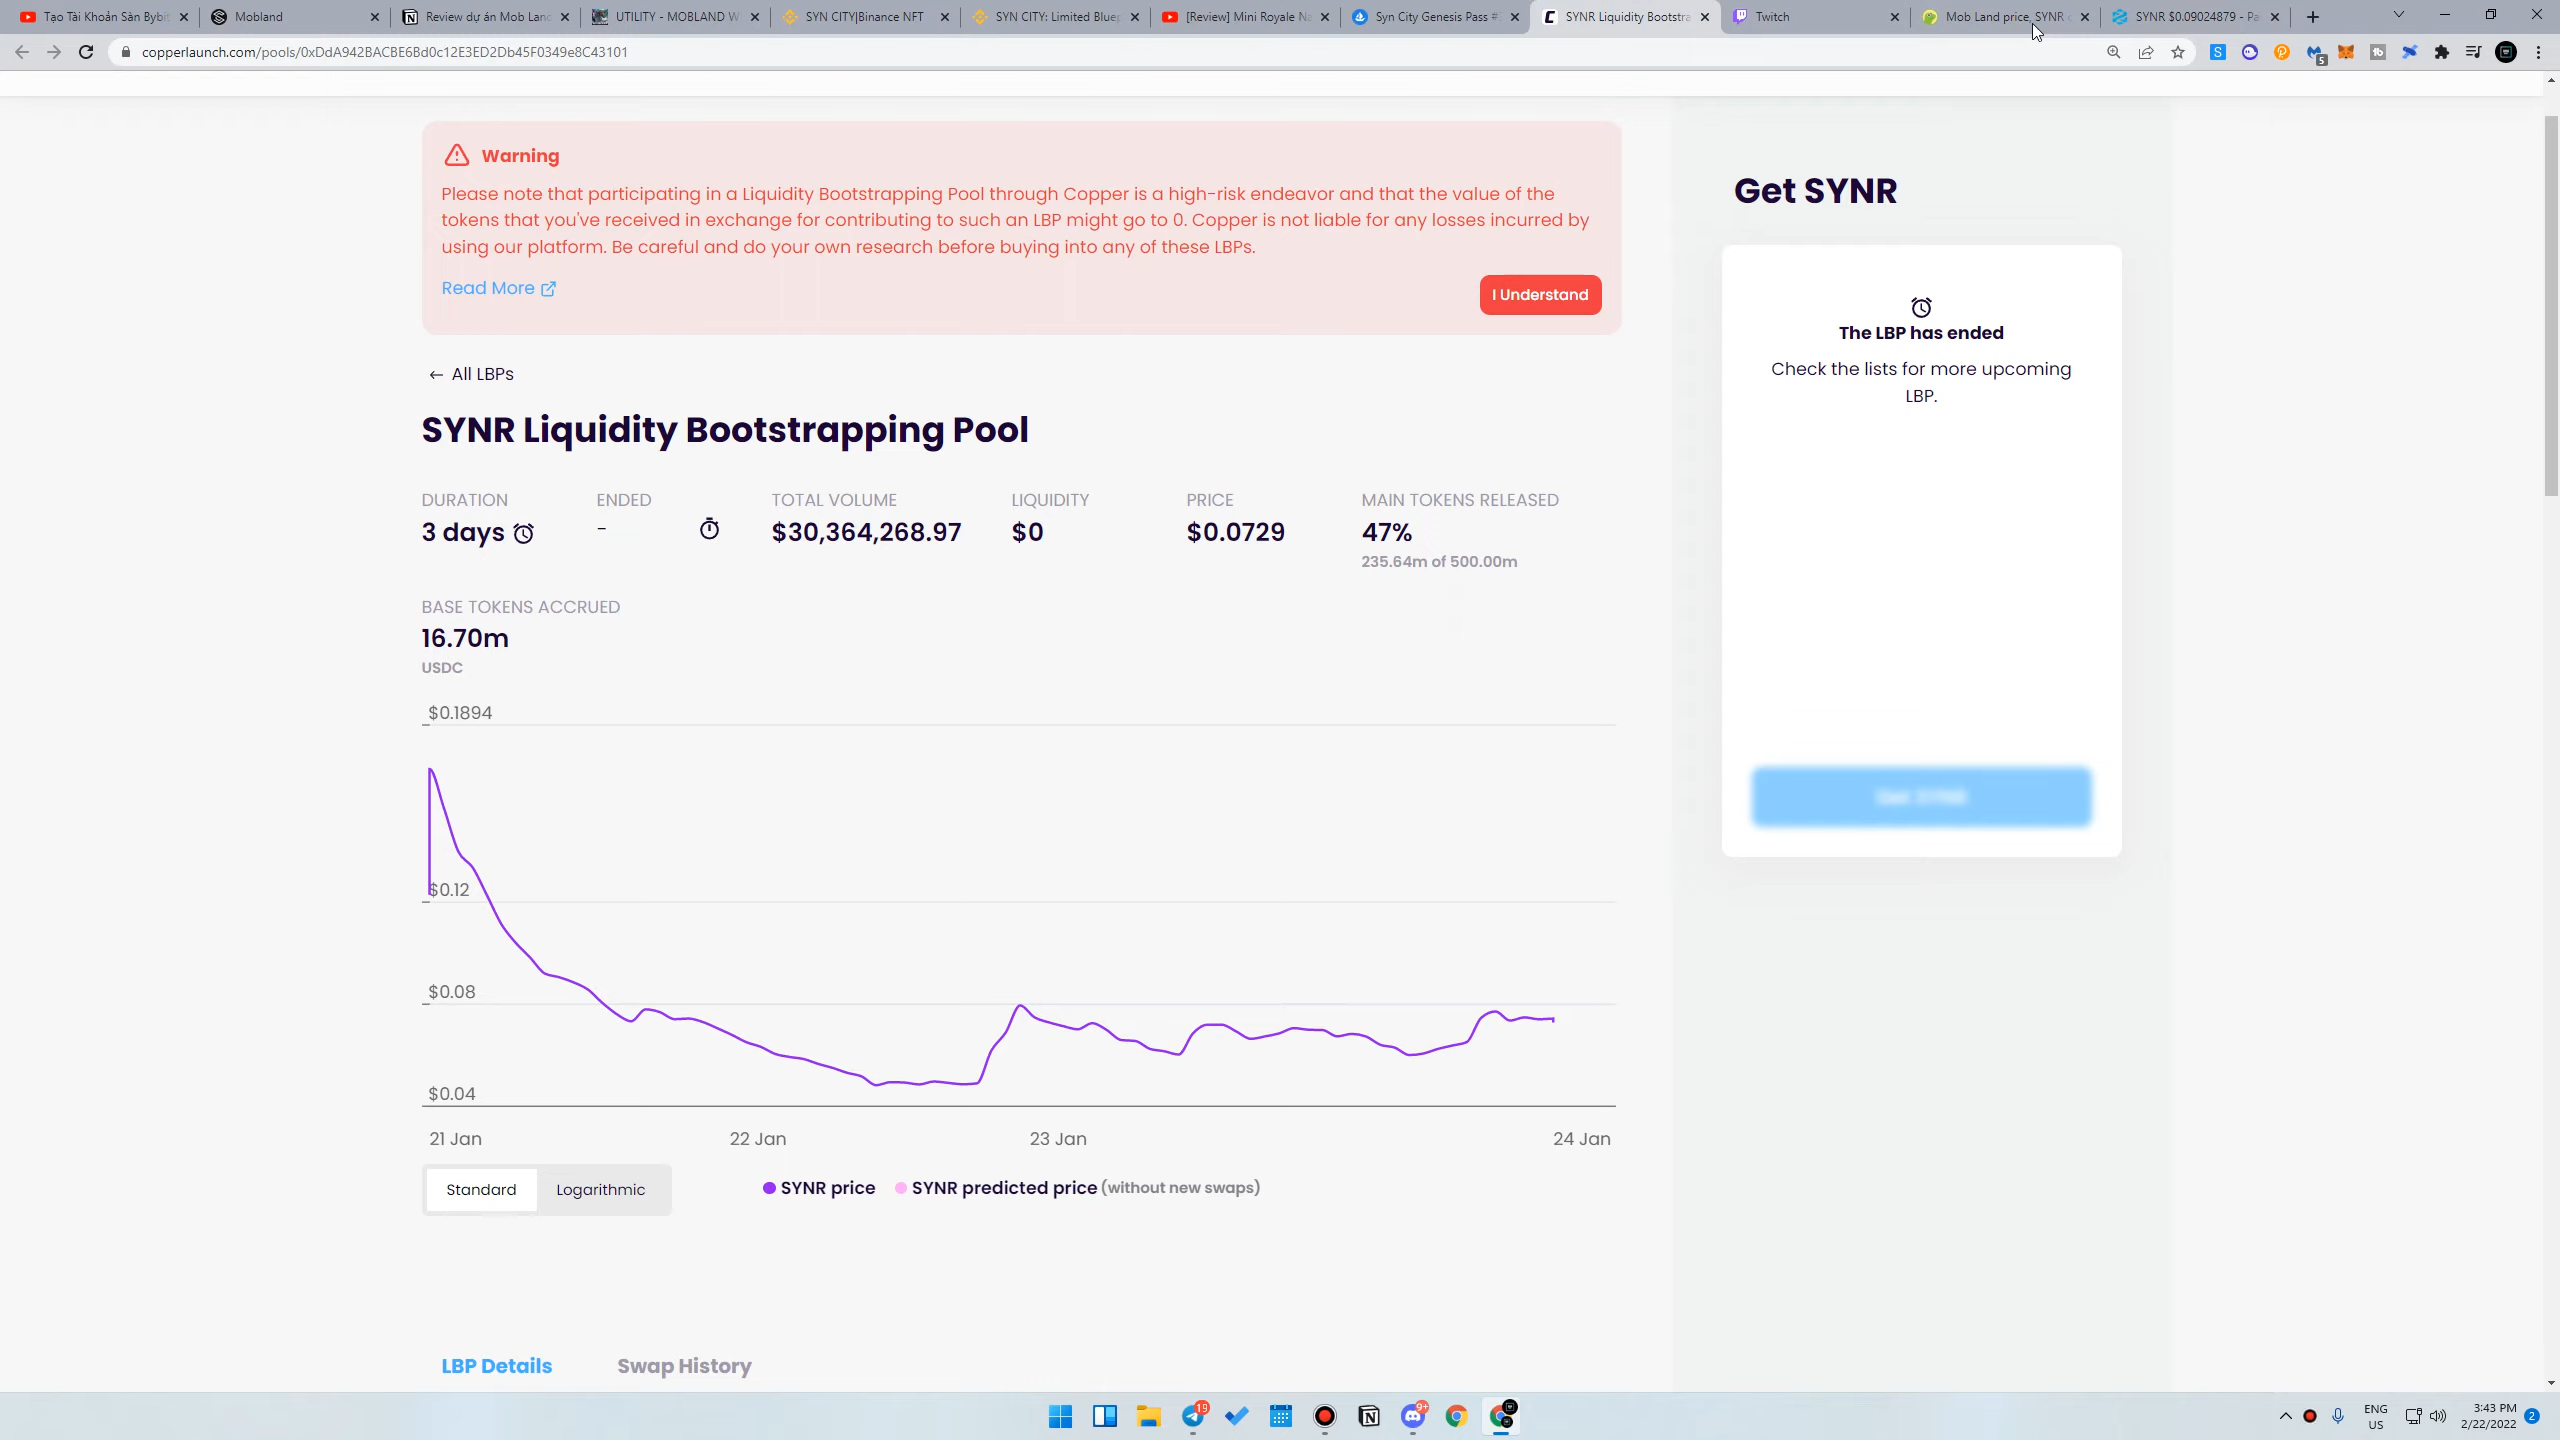 Tạo Tài Khoản Sàn Bybit
Mobland
Review dự án Mob Land
UTILITY - MOBLAND W
SYN CITY|Binance NFT
SYN CITY: Limited Bluep
[Review] Mini Royale Na
Syn City Genesis Pass #
SYNR Liquidity Bootstra
Twitch
Mob Land price, SYNR
SYNR $0.09024879 - Pa
copperlaunch.com/pools/0xDdA942BACBE6Bd0c12E3ED2Db45F0349e8C43101
5
Warning
Please note that participating in a Liquidity Bootstrapping Pool through Copper is a high-risk endeavor and that the value of the
tokens that you've received in exchange for contributing to such an LBP might go to 0. Copper is not liable for any losses incurred by
using our platform. Be careful and do your own research before buying into any of these LBPs.
Read More
I Understand
Get SYNR
The LBP has ended
Check the lists for more upcoming
LBP.
Get SYNR
← All LBPs
SYNR Liquidity Bootstrapping Pool
DURATION
3 days
ENDED
-
TOTAL VOLUME
$30,364,268.97
LIQUIDITY
$0
PRICE
$0.0729
MAIN TOKENS RELEASED
47%
235.64m of 500.00m
BASE TOKENS ACCRUED
16.70m
USDC
$0.1894
$0.12
$0.08
$0.04
21 Jan
22 Jan
23 Jan
24 Jan
Standard
Logarithmic
SYNR price
SYNR predicted price (without new swaps)
LBP Details
Swap History
19
9+
ENG
US
3:43 PM
2/22/2022
2